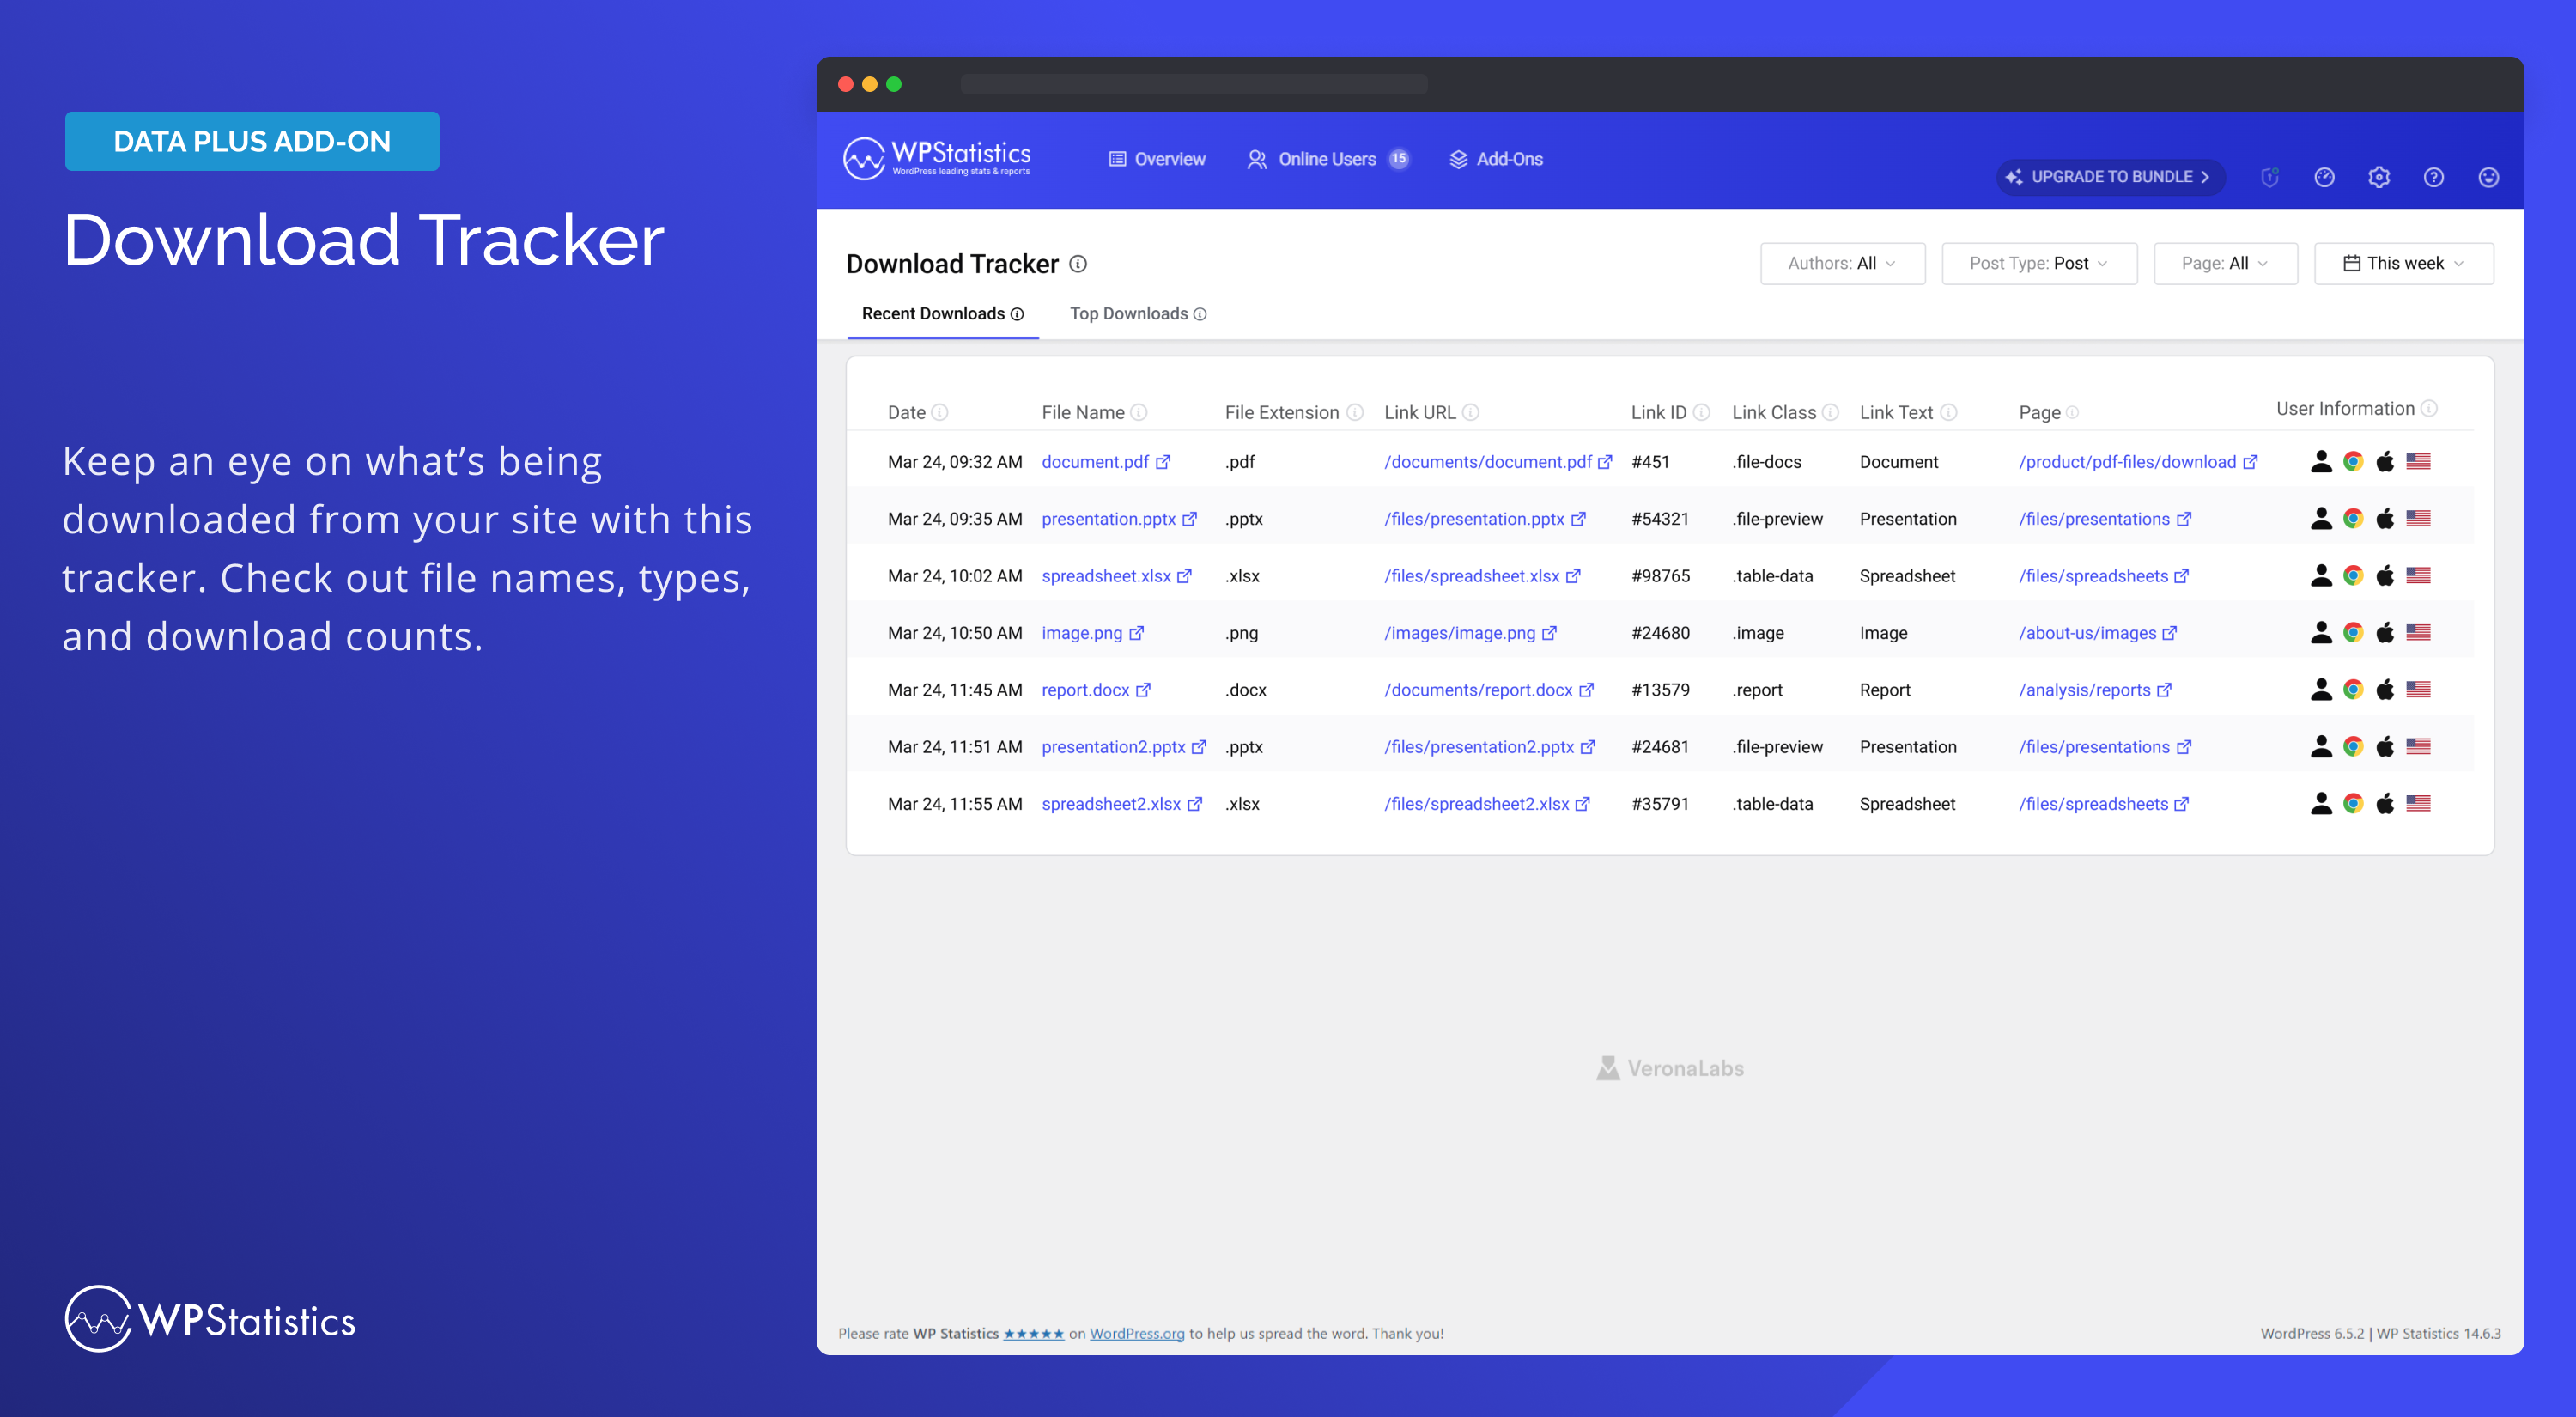 DATA PLUS ADD-ON
Download Tracker
Keep an eye on what’s being
downloaded from your site with this
tracker. Check out file names, types,
and download counts.
WPStatistics
WPStatistics
WordPress leading stats & reports
Overview Online Users 15 Add-Ons
UPGRADE TO BUNDLE
Download Tracker
Authors: All Post Type: Post Page: All This week
Recent Downloads Top Downloads
Date File Name File Extension Link URL Link ID Link Class Link Text Page User Information
Mar 24, 09:32 AM document.pdf .pdf /documents/document.pdf #451 .file-docs Document /product/pdf-files/download
Mar 24, 09:35 AM presentation.pptx .pptx /files/presentation.pptx #54321 .file-preview Presentation /files/presentations
Mar 24, 10:02 AM spreadsheet.xlsx .xlsx /files/spreadsheet.xlsx #98765 .table-data Spreadsheet /files/spreadsheets
Mar 24, 10:50 AM image.png .png /images/image.png #24680 .image Image /about-us/images
Mar 24, 11:45 AM report.docx .docx /documents/report.docx #13579 .report Report /analysis/reports
Mar 24, 11:51 AM presentation2.pptx .pptx /files/presentation2.pptx #24681 .file-preview Presentation /files/presentations
Mar 24, 11:55 AM spreadsheet2.xlsx .xlsx /files/spreadsheet2.xlsx #35791 .table-data Spreadsheet /files/spreadsheets
VeronaLabs
Please rate WP Statistics ★★★★★ on WordPress.org to help us spread the word. Thank you!
WordPress 6.5.2 | WP Statistics 14.6.3